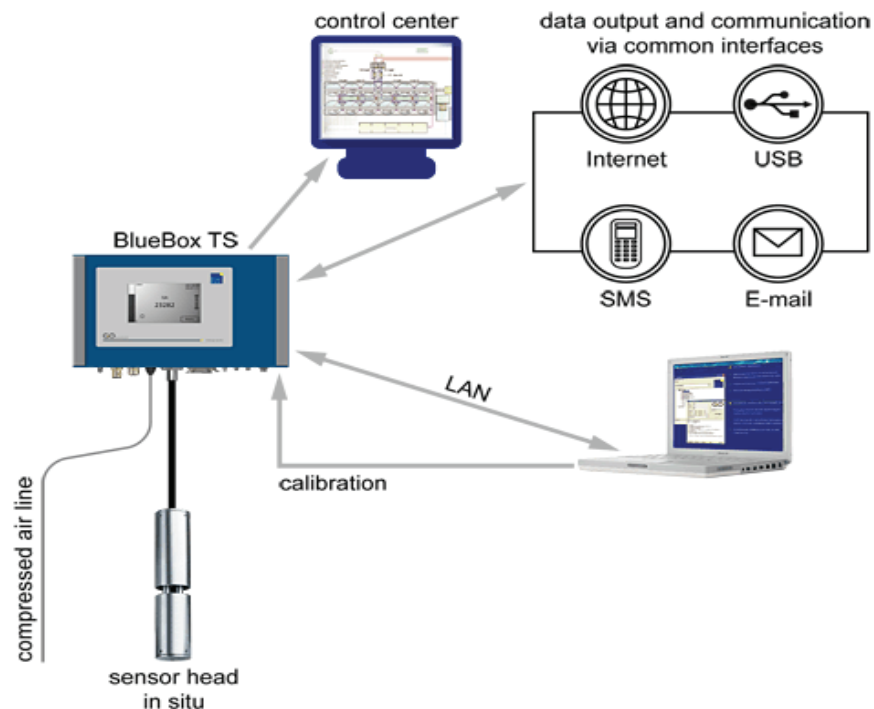 control center
data output and communication
via common interfaces
Internet
USB
SMS
E-mail
BlueBox TS
LAN
calibration
compressed air line
sensor head
in situ